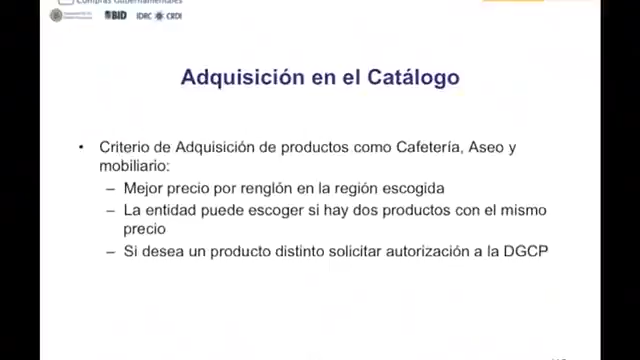 Compras Gubernamentales
BID IDRC CRDI
Adquisición en el Catálogo
• Criterio de Adquisición de productos como Cafetería, Aseo y
mobiliario:
– Mejor precio por renglón en la región escogida
– La entidad puede escoger si hay dos productos con el mismo
precio
– Si desea un producto distinto solicitar autorización a la DGCP